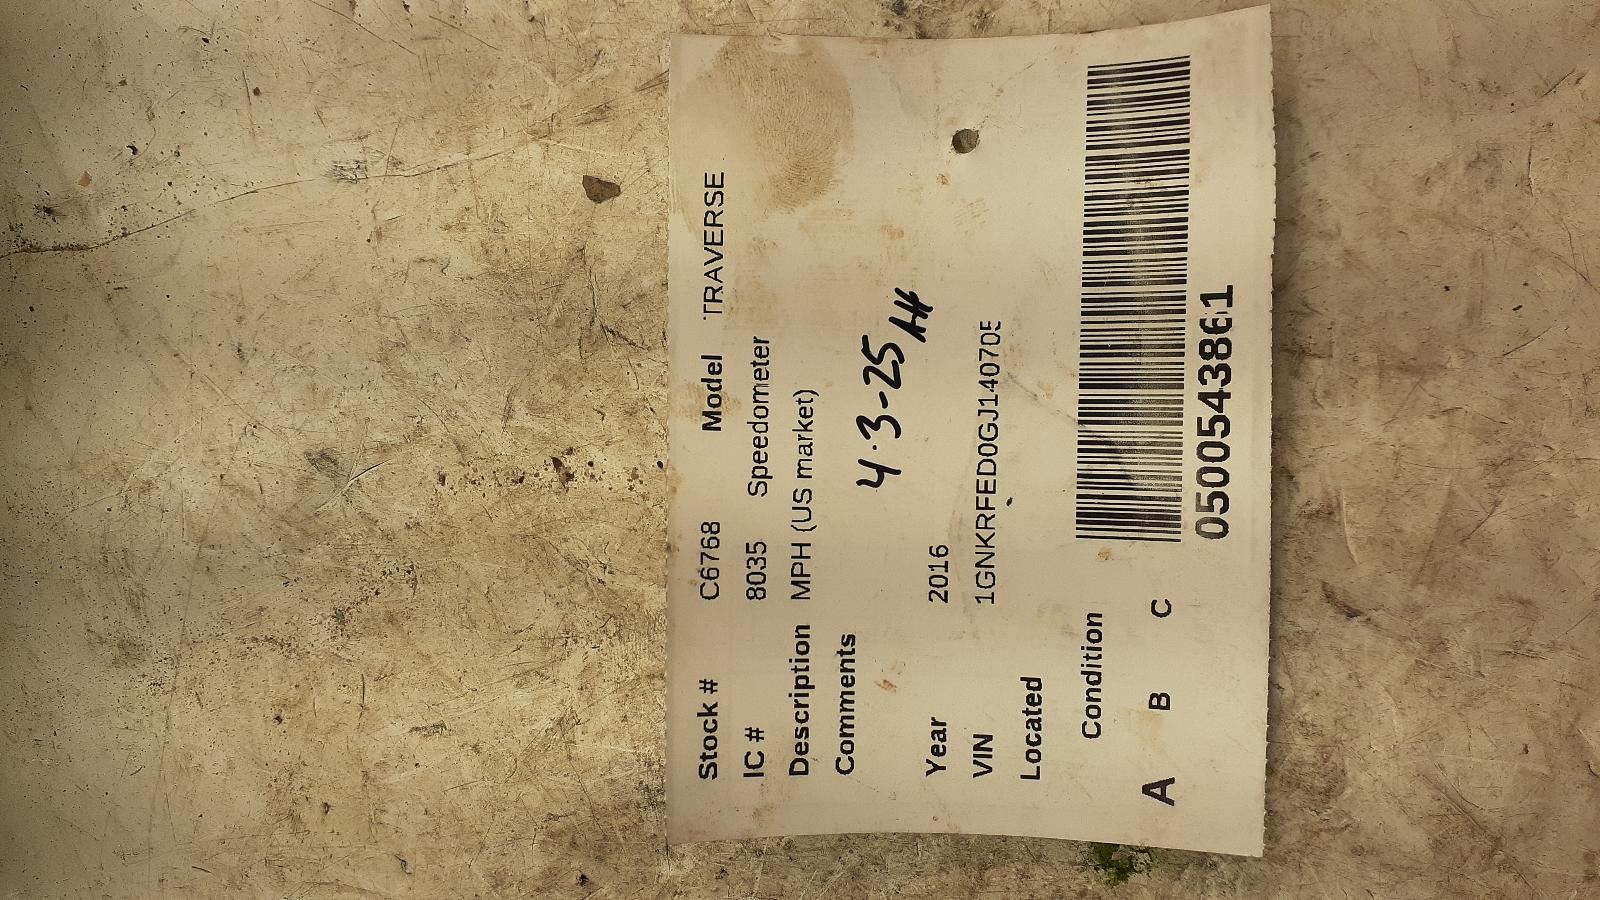 Stock # C6768 Model TRAVERSE
IC # 8035 Speedometer
Description MPH (US market)
Comments
4-3-25 AH
Year 2016
VIN 1GNKRFED0GJ140705
Located
Condition
A B C
0500543861